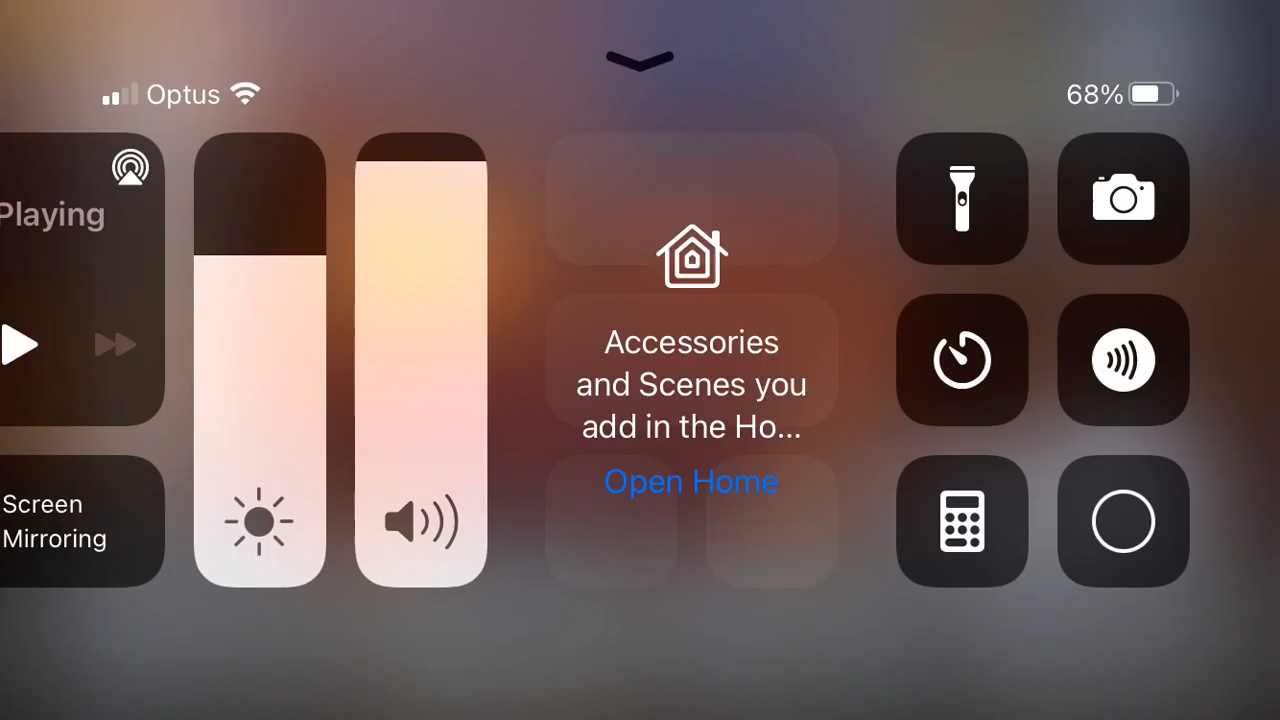 Optus
68%
Playing
Screen
Mirroring
Accessories
and Scenes you
add in the Ho...
Open Home